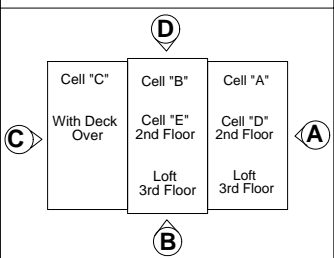 D
Cell "C"
With Deck
Over
Cell "B"
Cell "E"
2nd Floor
Loft
3rd Floor
Cell "A"
Cell "D"
2nd Floor
Loft
3rd Floor
C
A
B